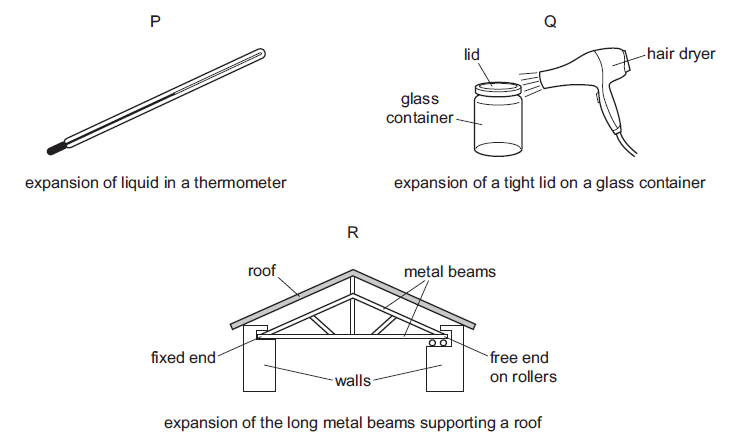 P
expansion of liquid in a thermometer
Q
lid
hair dryer
glass
container
expansion of a tight lid on a glass container
R
roof
metal beams
fixed end
walls
free end
on rollers
expansion of the long metal beams supporting a roof